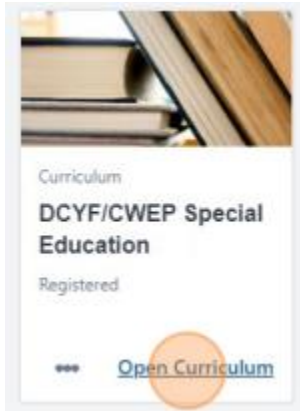 Curriculum
DCYF/CWEP Special
Education
Registered
Open Curriculum